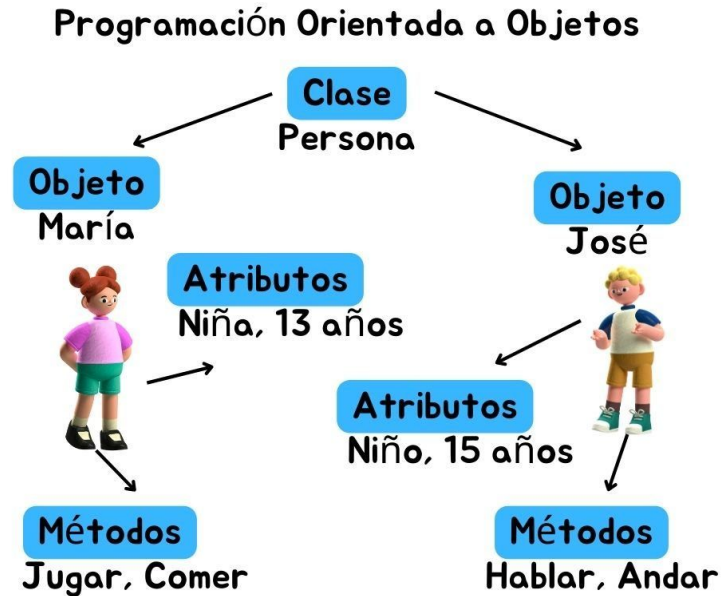 Programación Orientada a Objetos
Clase
Persona
Objeto
María
Atributos
Niña, 13 años
Métodos
Jugar, Comer
Objeto
José
Atributos
Niño, 15 años
Métodos
Hablar, Andar